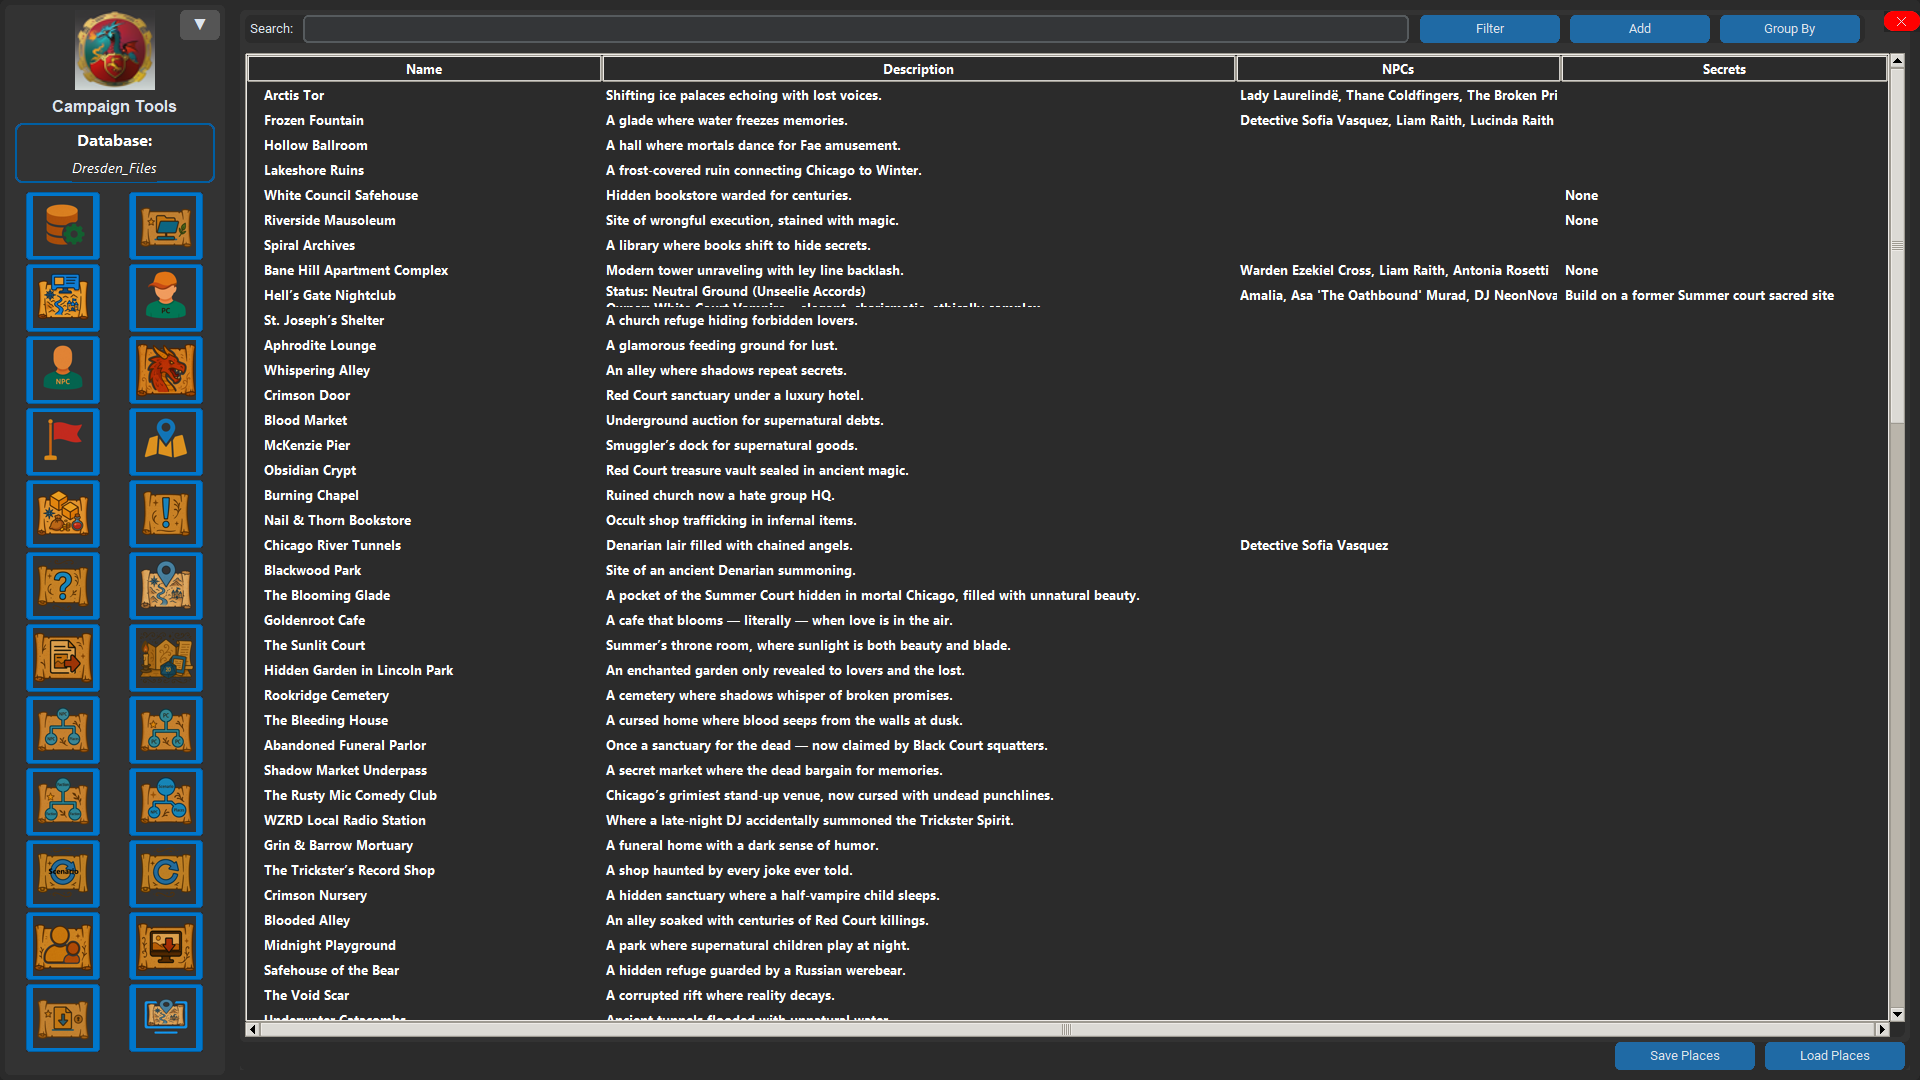 ▼
Campaign Tools
Database:
Dresden_Files
PC
NPC
Scenario
Search:
Filter
Add
Group By
Name Description NPCs Secrets
Arctis Tor Shifting ice palaces echoing with lost voices. Lady Laurelindë, Thane Coldfingers, The Broken Pri
Frozen Fountain A glade where water freezes memories. Detective Sofia Vasquez, Liam Raith, Lucinda Raith
Hollow Ballroom A hall where mortals dance for Fae amusement.
Lakeshore Ruins A frost-covered ruin connecting Chicago to Winter.
White Council Safehouse Hidden bookstore warded for centuries. None
Riverside Mausoleum Site of wrongful execution, stained with magic. None
Spiral Archives A library where books shift to hide secrets.
Bane Hill Apartment Complex Modern tower unraveling with ley line backlash. Warden Ezekiel Cross, Liam Raith, Antonia Rosetti None
Hell's Gate Nightclub Status: Neutral Ground (Unseelie Accords) Amalia, Asa 'The Oathbound' Murad, DJ NeonNova Build on a former Summer court sacred site
St. Joseph's Shelter A church refuge hiding forbidden lovers.
Aphrodite Lounge A glamorous feeding ground for lust.
Whispering Alley An alley where shadows repeat secrets.
Crimson Door Red Court sanctuary under a luxury hotel.
Blood Market Underground auction for supernatural debts.
McKenzie Pier Smuggler's dock for supernatural goods.
Obsidian Crypt Red Court treasure vault sealed in ancient magic.
Burning Chapel Ruined church now a hate group HQ.
Nail & Thorn Bookstore Occult shop trafficking in infernal items.
Chicago River Tunnels Denarian lair filled with chained angels. Detective Sofia Vasquez
Blackwood Park Site of an ancient Denarian summoning.
The Blooming Glade A pocket of the Summer Court hidden in mortal Chicago, filled with unnatural beauty.
Goldenroot Cafe A cafe that blooms — literally — when love is in the air.
The Sunlit Court Summer's throne room, where sunlight is both beauty and blade.
Hidden Garden in Lincoln Park An enchanted garden only revealed to lovers and the lost.
Rookridge Cemetery A cemetery where shadows whisper of broken promises.
The Bleeding House A cursed home where blood seeps from the walls at dusk.
Abandoned Funeral Parlor Once a sanctuary for the dead — now claimed by Black Court squatters.
Shadow Market Underpass A secret market where the dead bargain for memories.
The Rusty Mic Comedy Club Chicago's grimiest stand-up venue, now cursed with undead punchlines.
WZRD Local Radio Station Where a late-night DJ accidentally summoned the Trickster Spirit.
Grin & Barrow Mortuary A funeral home with a dark sense of humor.
The Trickster's Record Shop A shop haunted by every joke ever told.
Crimson Nursery A hidden sanctuary where a half-vampire child sleeps.
Blooded Alley An alley soaked with centuries of Red Court killings.
Midnight Playground A park where supernatural children play at night.
Safehouse of the Bear A hidden refuge guarded by a Russian werebear.
The Void Scar A corrupted rift where reality decays.
Underwater Catacombs Ancient tunnels flooded with unnatural water.
Save Places
Load Places